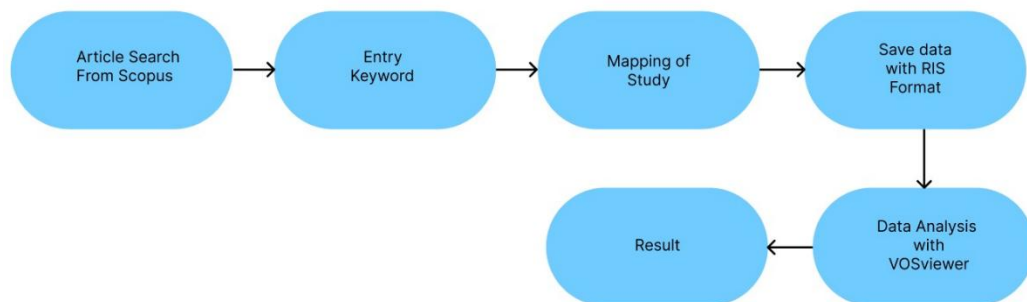 Article Search
From Scopus
Entry
Keyword
Mapping of
Study
Save data
with RIS
Format
Data Analysis
with
VOSviewer
Result